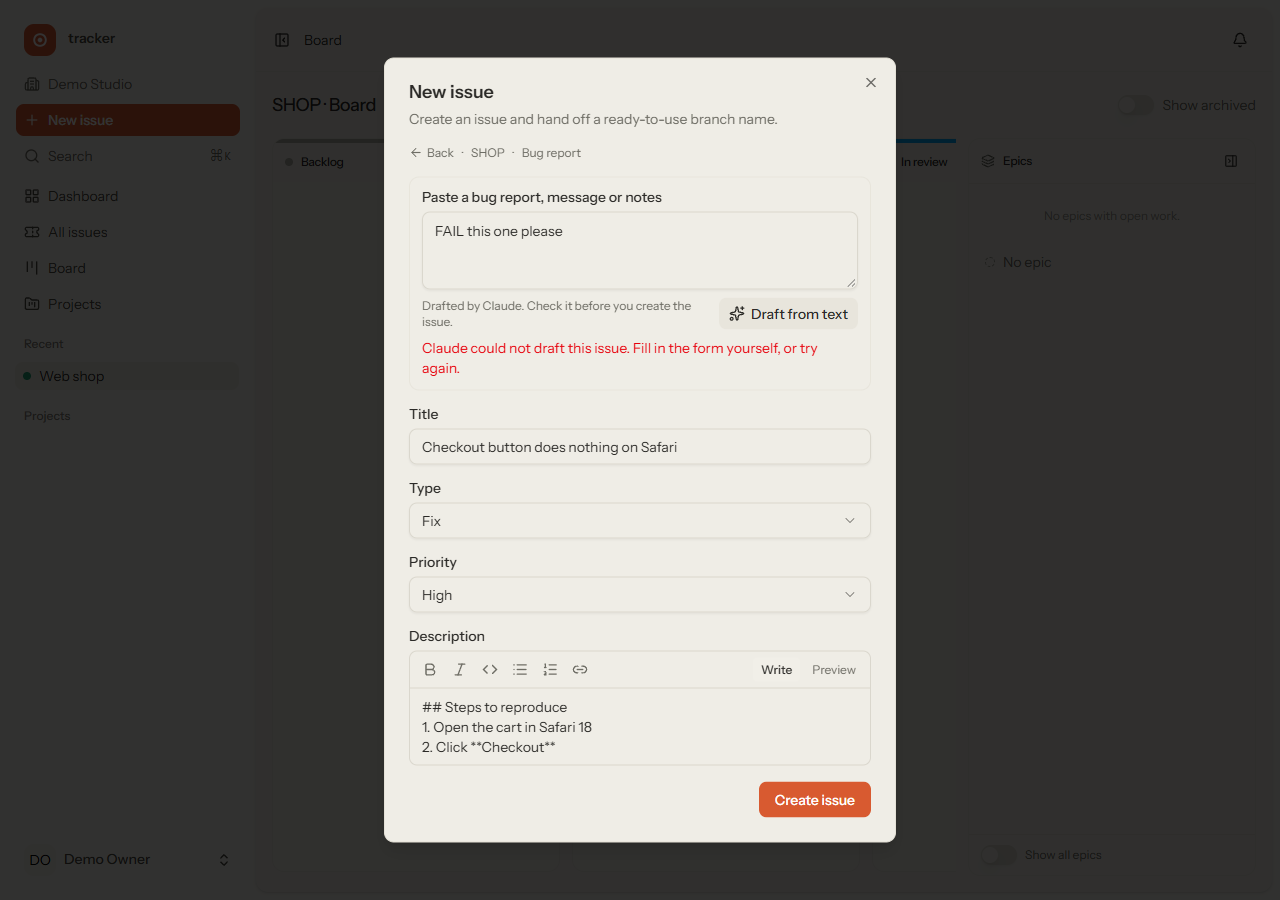 tracker
Demo Studio
New issue
Search ⌘K
Dashboard
All issues
Board
Projects
Recent
Web shop
Projects
DO Demo Owner
Board
SHOP · Board
Show archived
Backlog
In review
Epics
No epics with open work.
No epic
Show all epics
New issue
Create an issue and hand off a ready-to-use branch name.
← Back · SHOP · Bug report
Paste a bug report, message or notes
FAIL this one please
Drafted by Claude. Check it before you create the
issue.
Draft from text
Claude could not draft this issue. Fill in the form yourself, or try
again.
Title
Checkout button does nothing on Safari
Type
Fix
Priority
High
Description
Write Preview
## Steps to reproduce
1. Open the cart in Safari 18
2. Click **Checkout**
Create issue